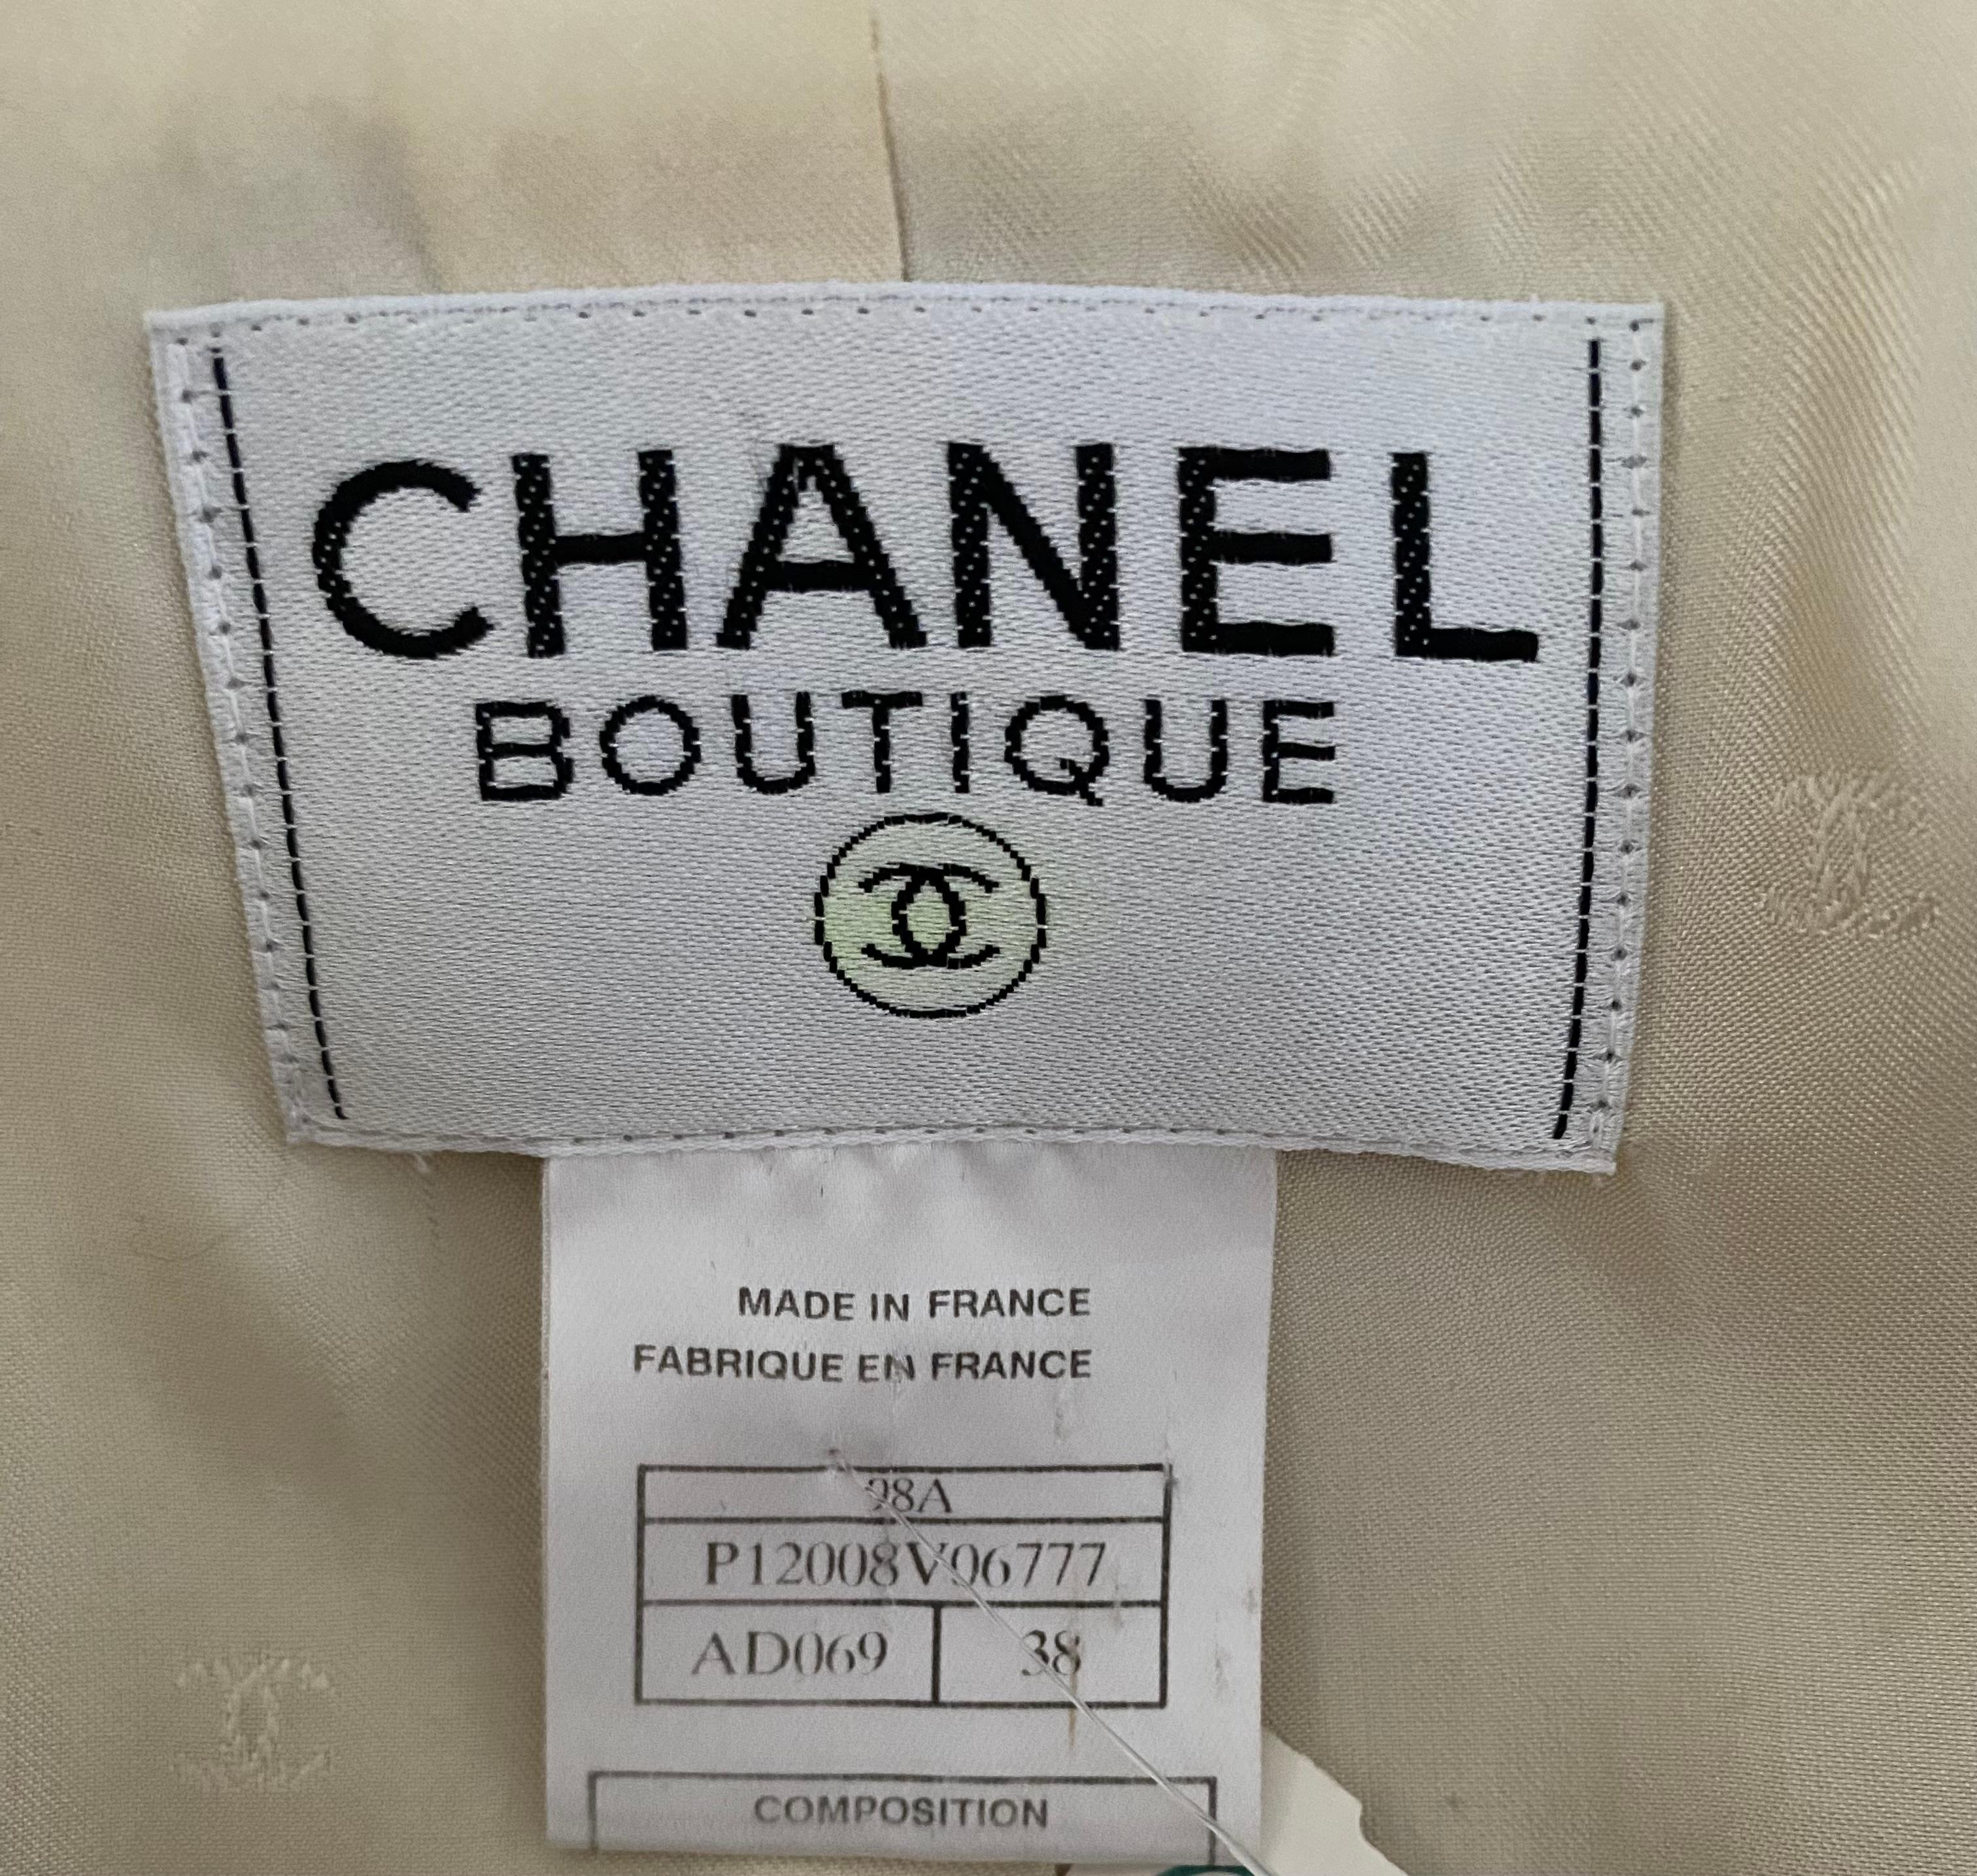 CHANEL
BOUTIQUE
MADE IN FRANCE
FABRIQUE EN FRANCE
98A
P12008V06777
AD069 38
COMPOSITION